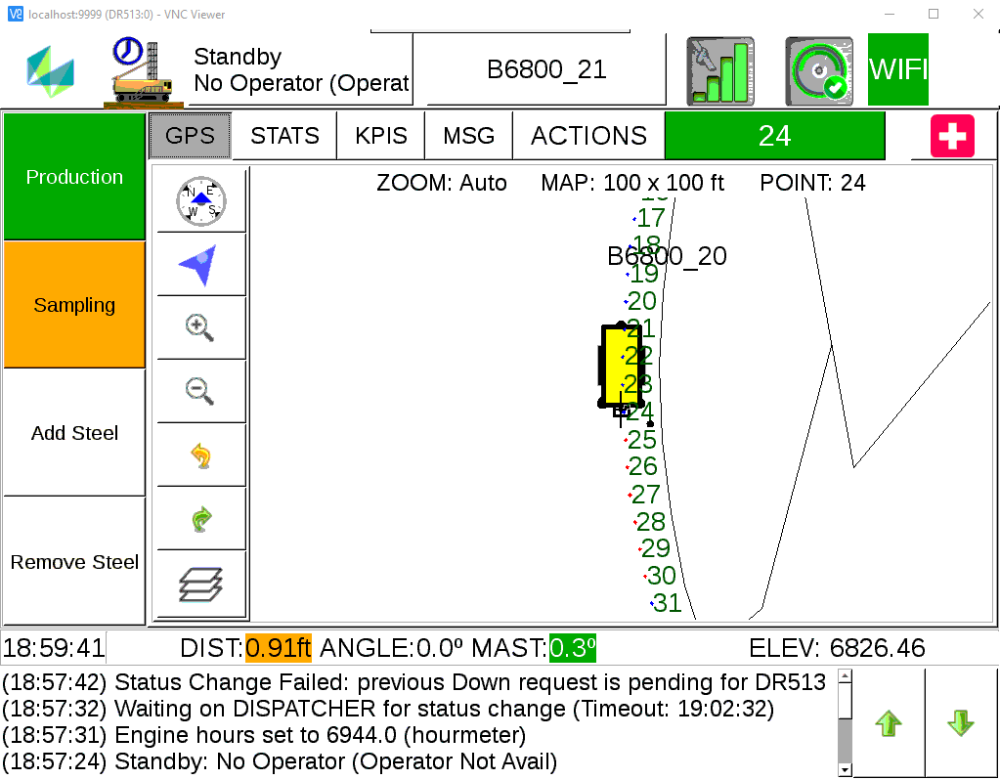 localhost:9999 (DR513:0) - VNC Viewer
Standby
No Operator (Operat
B6800_21
WIFI
GPS STATS KPIS MSG ACTIONS 24
Production
Sampling
Add Steel
Remove Steel
N E
W S
ZOOM: Auto MAP: 100 x 100 ft POINT: 24
17
18
B6800_20
19
20
21
22
23
24
25
26
27
28
29
30
31
18:59:41 DIST:0.91ft ANGLE:0.0º MAST:0.3º ELEV: 6826.46
(18:57:42) Status Change Failed: previous Down request is pending for DR513
(18:57:32) Waiting on DISPATCHER for status change (Timeout: 19:02:32)
(18:57:31) Engine hours set to 6944.0 (hourmeter)
(18:57:24) Standby: No Operator (Operator Not Avail)